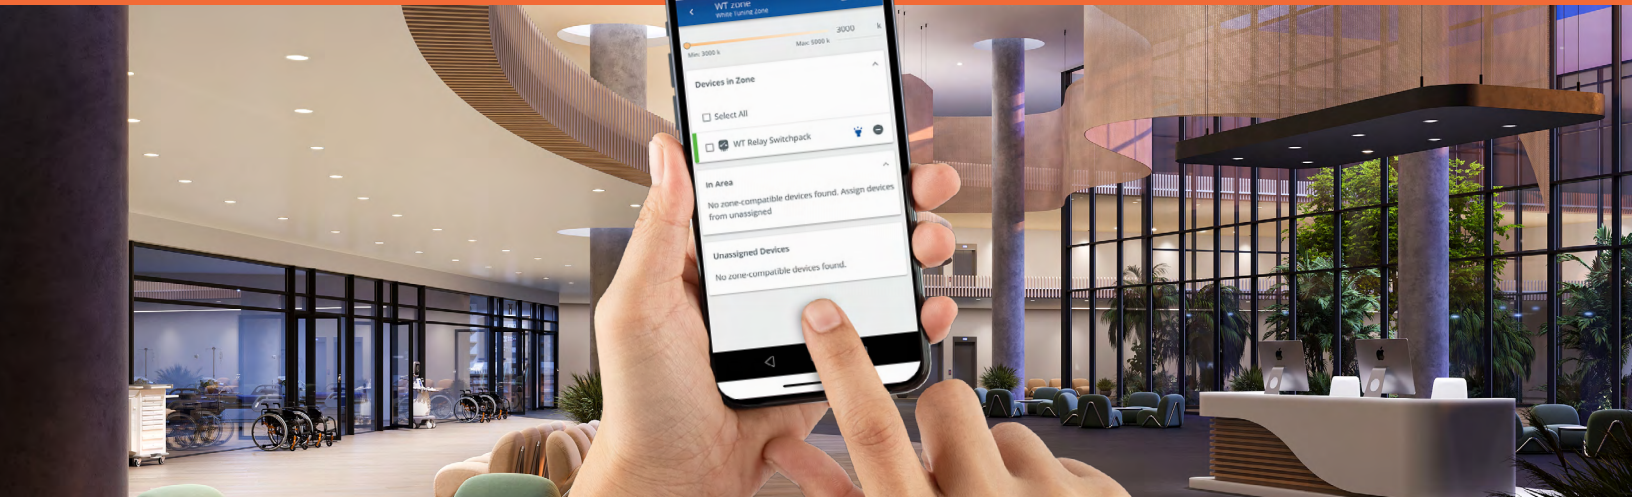 WT zone
White Tuning Zone
3000
k
Min: 3000 k
Max: 5000 k
Devices in Zone
Select All
WT Relay Switchpack
In Area
No zone-compatible devices found. Assign devices
from unassigned
Unassigned Devices
No zone-compatible devices found.